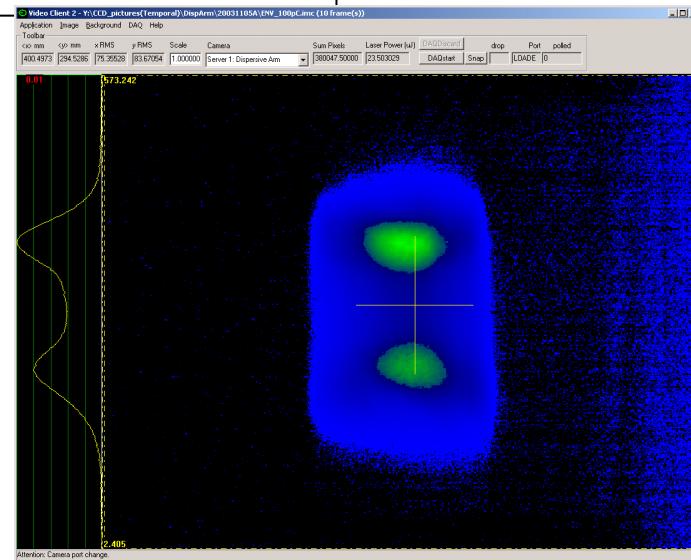 Video Client 2 - Y:\CCD_pictures(Temporal)\DispArm\20031105A\ENV_100pC.imc (10 frame(s))
Application Image Background DAQ Help
Toolbar
<x> mm <y> mm x RMS y RMS Scale Camera Sum Pixels Laser Power (uJ) DAQDiscard drop Port polled
400.4973 294.5286 75.35528 83.67054 1.000000 Server 1: Dispersive Arm 380047.50000 23.503029 DAQstart Snap LOADE 0
0.01 573.242
2.405
Attention: Camera port change.